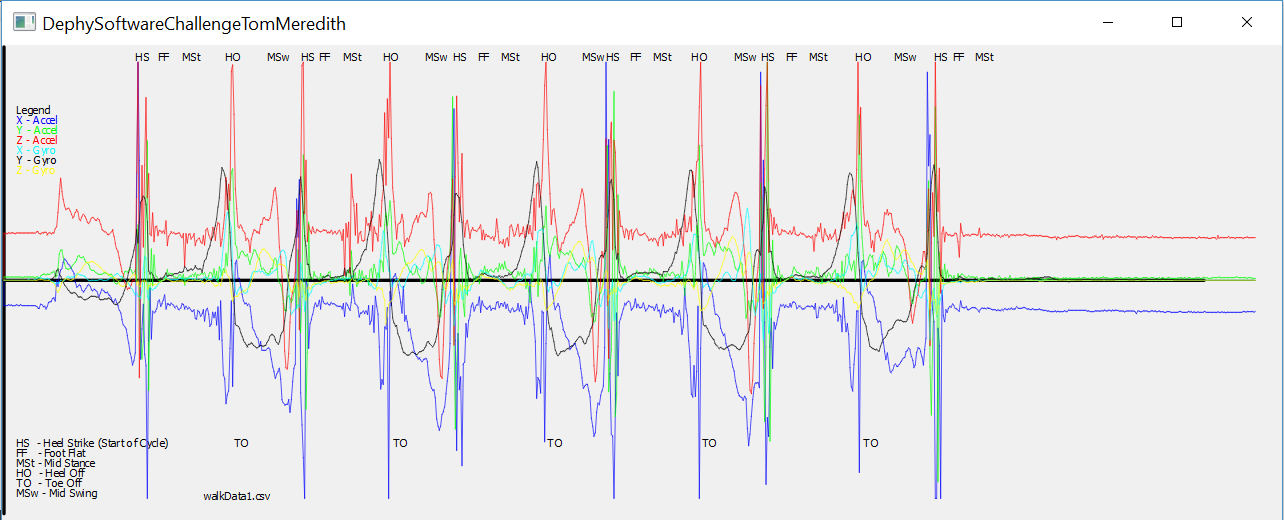 DephySoftwareChallengeTomMeredith
HS FF MSt HO MSw HS FF MSt HO MSw HS FF MSt HO MSw HS FF MSt HO MSw HS FF MSt HO MSw HS FF MSt
Legend
X - Accel
Y - Accel
Z - Accel
X - Gyro
Y - Gyro
Z - Gyro
HS - Heel Strike (Start of Cycle) TO TO TO TO TO
FF - Foot Flat
MSt - Mid Stance
HO - Heel Off
TO - Toe Off
MSw - Mid Swing
walkData1.csv